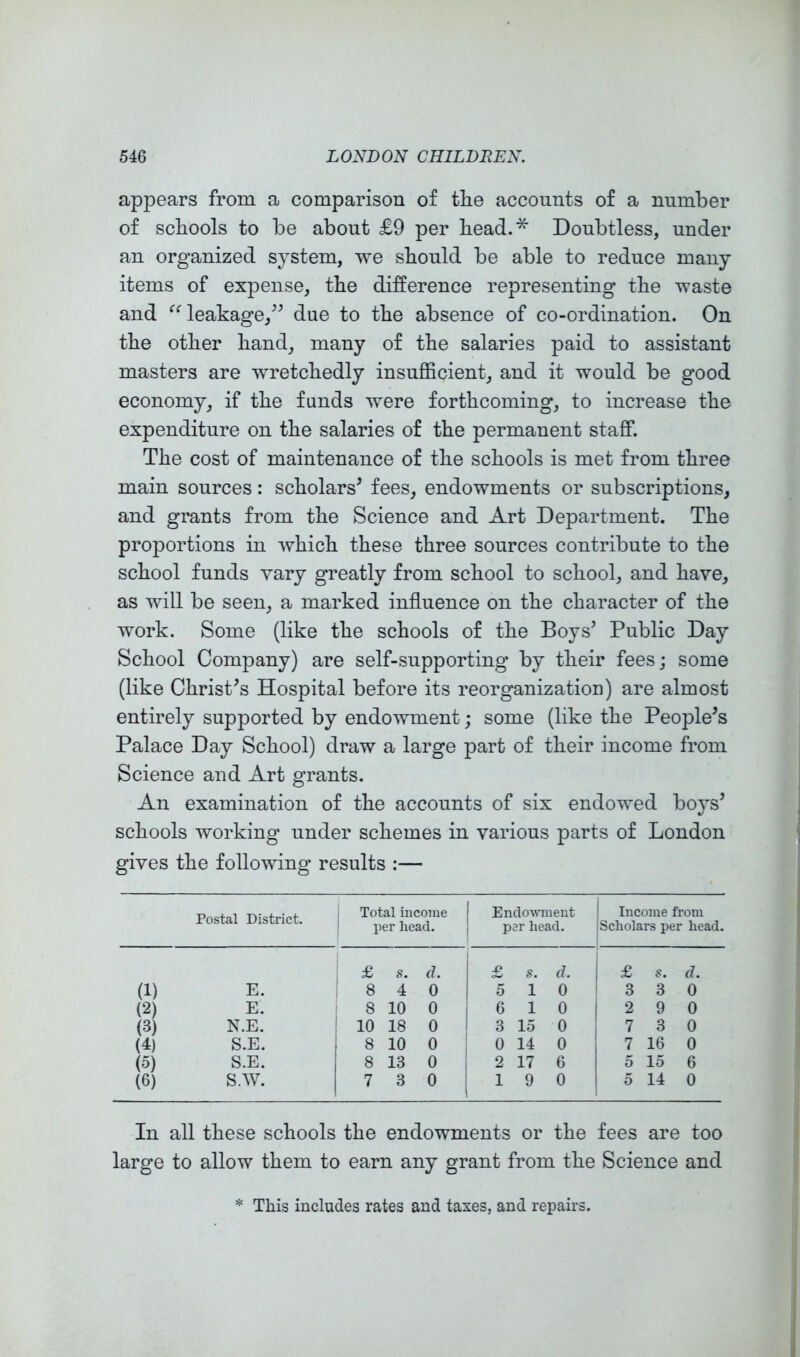 546 LONDON CHILDREN.
appears from a comparison of the accounts of a number
of schools to be about £9 per head.* Doubtless, under
an organized system, we should be able to reduce many
items of expense, the difference representing the waste
and “leakage,” due to the absence of co-ordination. On
the other hand, many of the salaries paid to assistant
masters are wretchedly insufficient, and it would be good
economy, if the funds were forthcoming, to increase the
expenditure on the salaries of the permanent staff.
The cost of maintenance of the schools is met from three
main sources: scholars’ fees, endowments or subscriptions,
and grants from the Science and Art Department. The
proportions in which these three sources contribute to the
school funds vary greatly from school to school, and have,
as will be seen, a marked influence on the character of the
work. Some (like the schools of the Boys’ Public Day
School Company) are self-supporting by their fees; some
(like Christ’s Hospital before its reorganization) are almost
entirely supported by endowment; some (like the People’s
Palace Day School) draw a large part of their income from
Science and Art grants.
An examination of the accounts of six endowed boys’
schools working under schemes in various parts of London
gives the following results :—
Postal District. Total income per head. Endowment per head. Income from Scholars per head.
£ s. d. £ s. d. £ s. d.
(1) E. 8 4 0 5 1 0 3 3 0
(2) E. 8 10 0 6 1 0 2 9 0
(3) N.E. 10 18 0 3 15 0 7 3 0
(4) S.E. 8 10 0 0 14 0 7 16 0
(5) S.E. 8 13 0 2 17 6 5 15 6
(6) S.W. 7 3 0 1 9 0 5 14 0
In all these schools the endowments or the fees are too
large to allow them to earn any grant from the Science and
* This includes rates and taxes, and repairs.